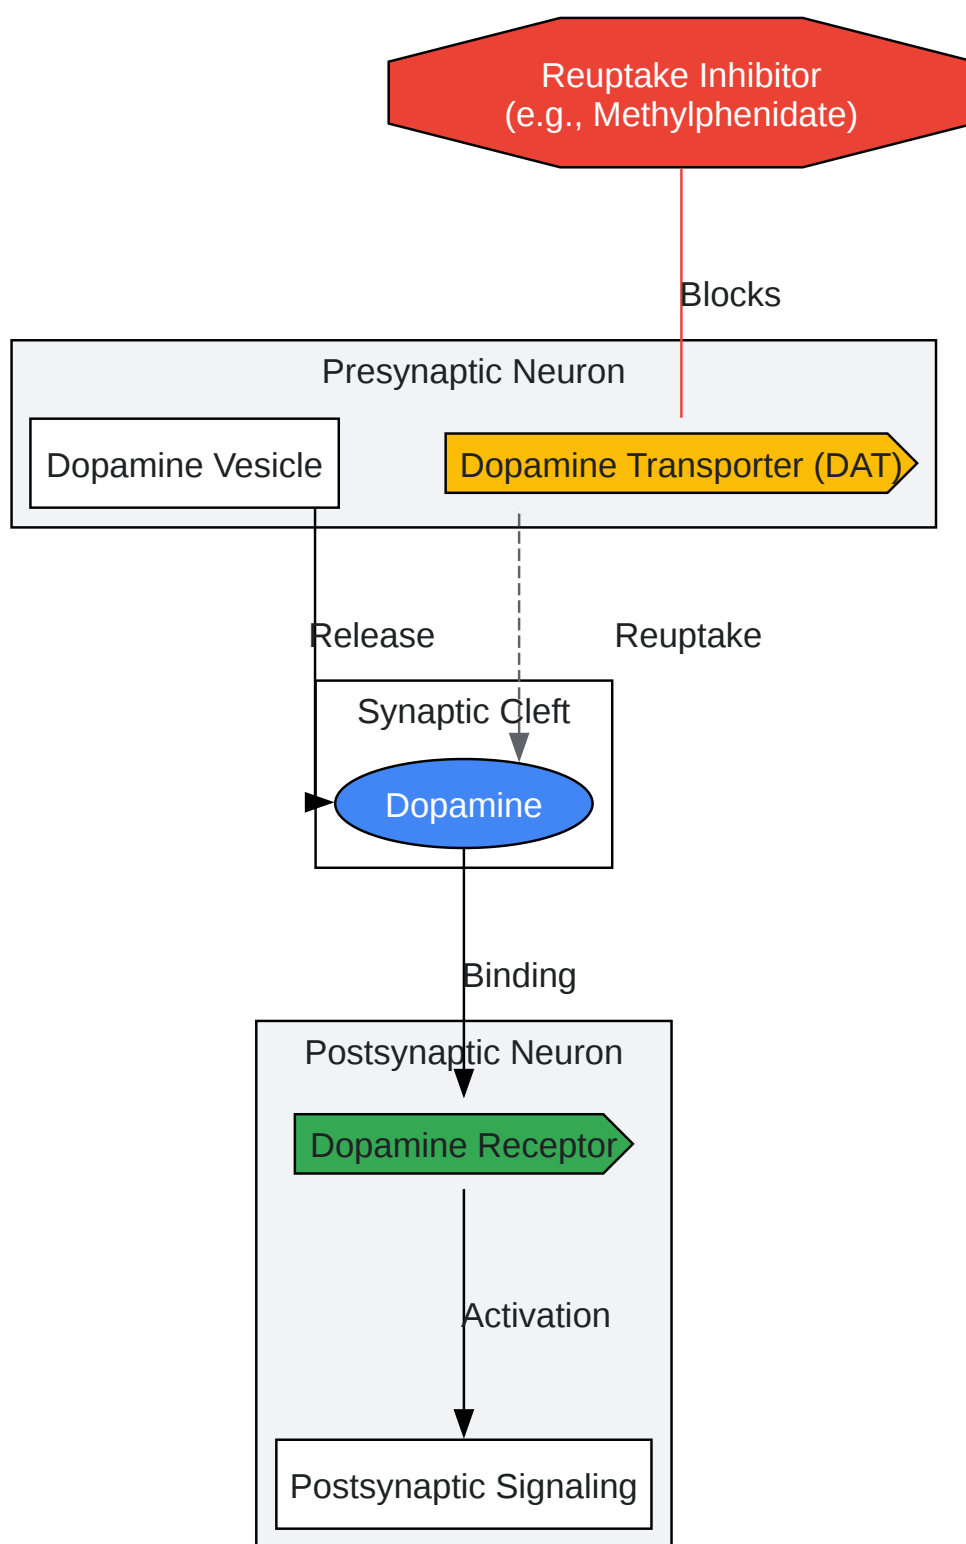 Reuptake Inhibitor
(e.g., Methylphenidate)
Blocks
Presynaptic Neuron
Dopamine Vesicle
Dopamine Transporter (DAT)
Release
Reuptake
Synaptic Cleft
Dopamine
Binding
Postsynaptic Neuron
Dopamine Receptor
Activation
Postsynaptic Signaling